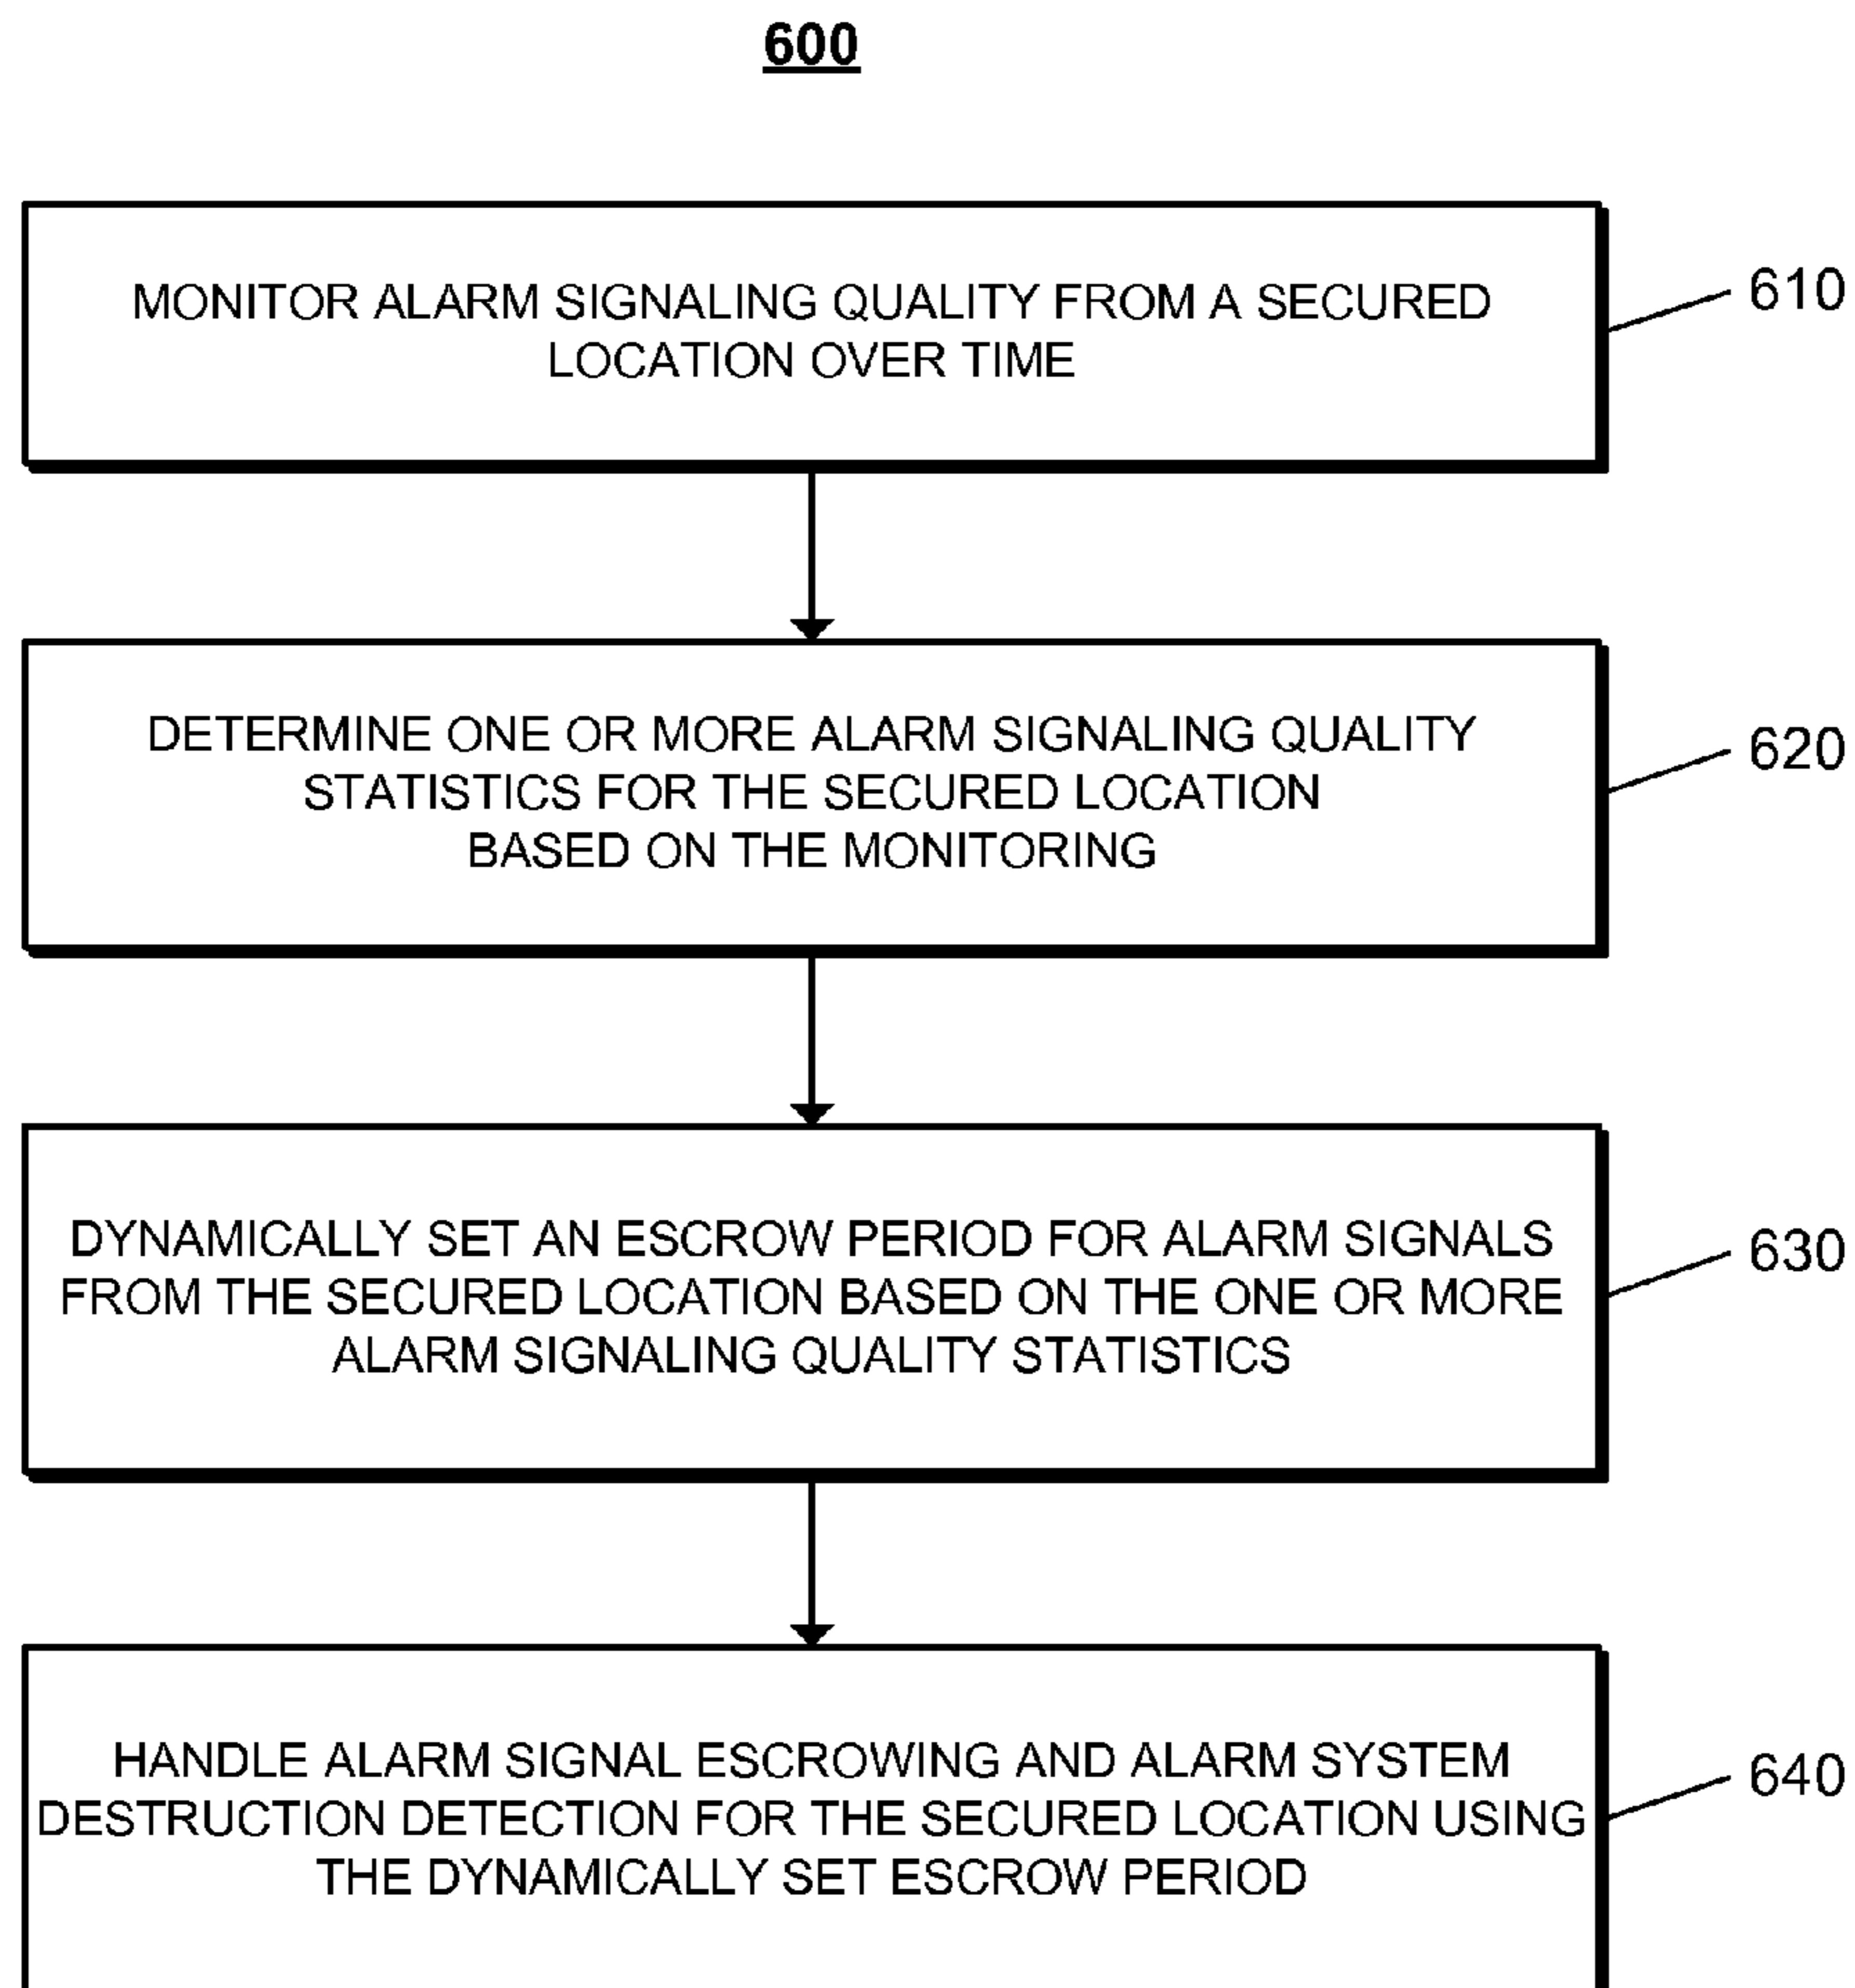 600
MONITOR ALARM SIGNALING QUALITY FROM A SECURED
LOCATION OVER TIME
610
DETERMINE ONE OR MORE ALARM SIGNALING QUALITY
STATISTICS FOR THE SECURED LOCATION
BASED ON THE MONITORING
620
DYNAMICALLY SET AN ESCROW PERIOD FOR ALARM SIGNALS
FROM THE SECURED LOCATION BASED ON THE ONE OR MORE
ALARM SIGNALING QUALITY STATISTICS
630
HANDLE ALARM SIGNAL ESCROWING AND ALARM SYSTEM
DESTRUCTION DETECTION FOR THE SECURED LOCATION USING
THE DYNAMICALLY SET ESCROW PERIOD
640